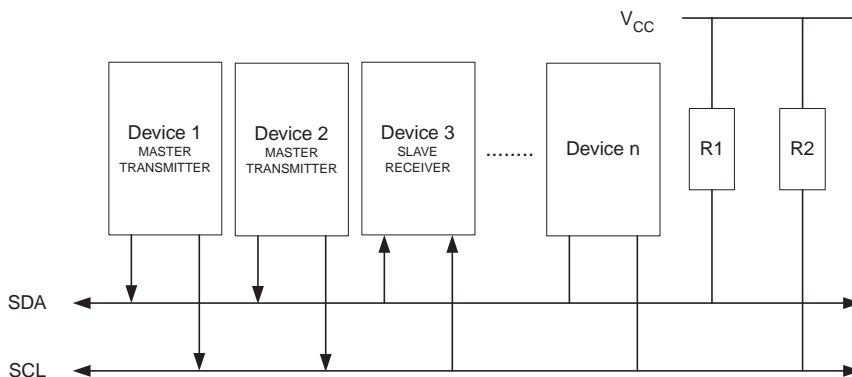 VCC
Device 1
MASTER
TRANSMITTER
Device 2
MASTER
TRANSMITTER
Device 3
SLAVE
RECEIVER
........
Device n
R1
R2
SDA
SCL